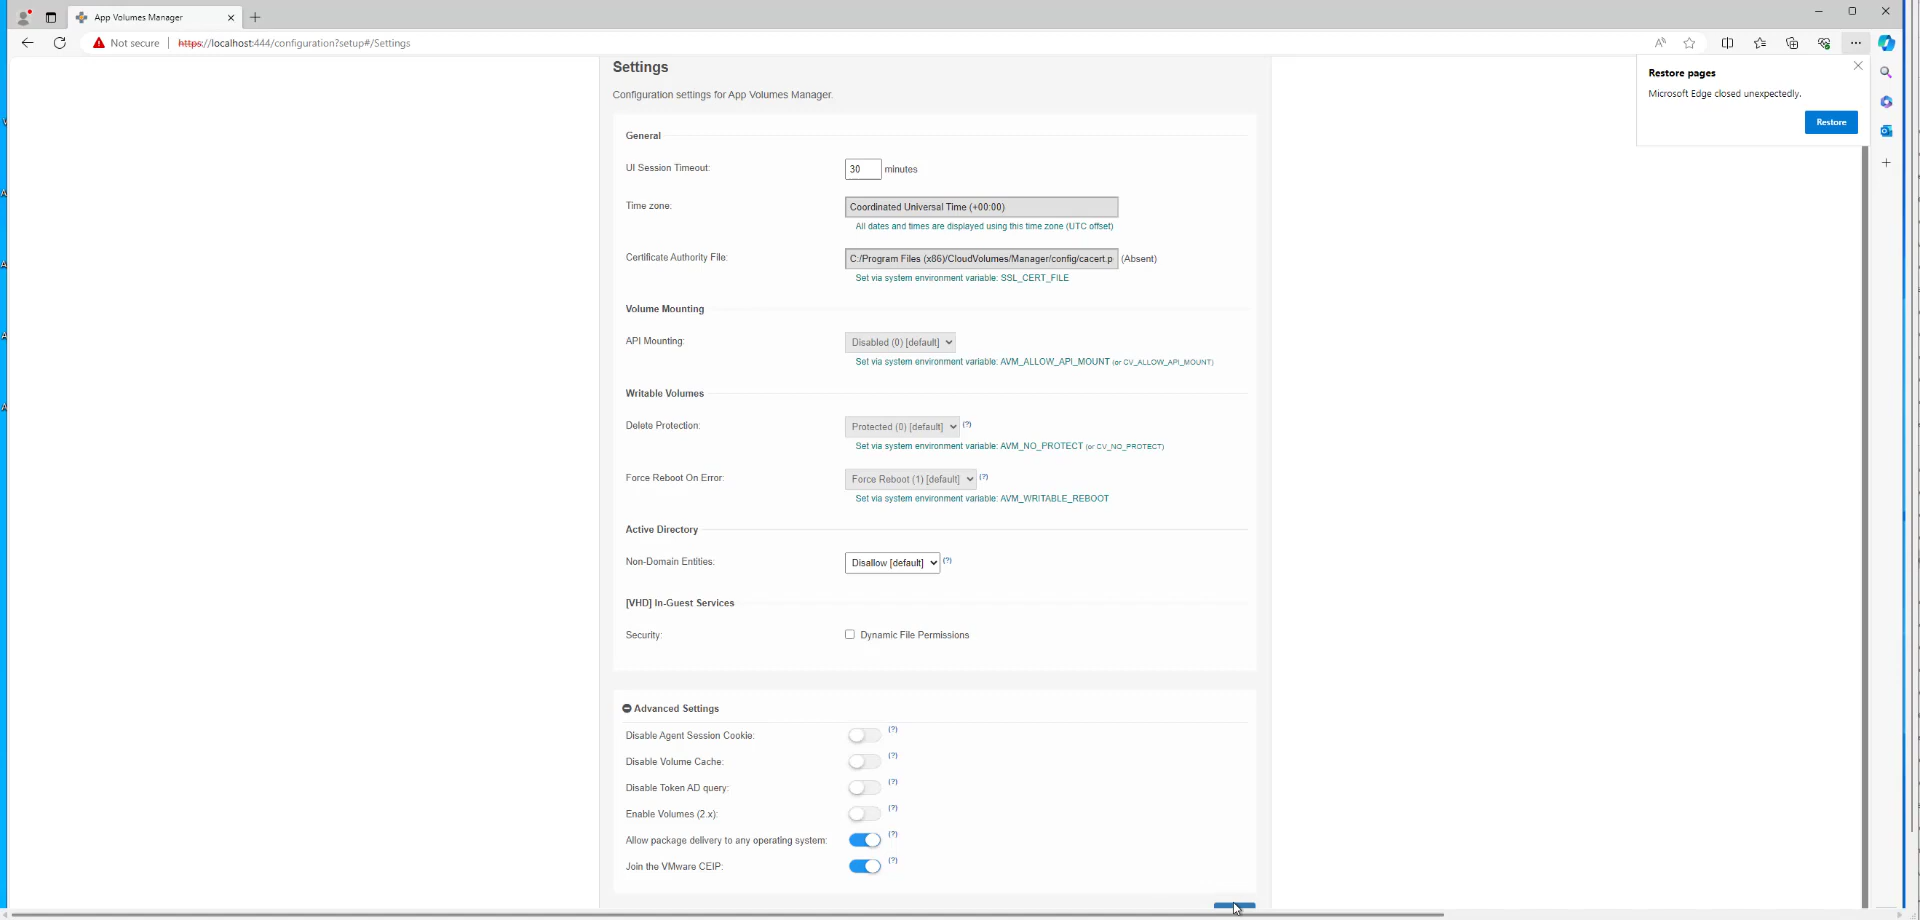 App Volumes Manager
Not secure https://localhost:444/configuration?setup#/Settings
Restore pages
Microsoft Edge closed unexpectedly.
Restore
Settings
Configuration settings for App Volumes Manager.
General
UI Session Timeout: 30 minutes
Time zone: Coordinated Universal Time (+00:00)
All dates and times are displayed using this time zone (UTC offset)
Certificate Authority File: C:/Program Files (x86)/CloudVolumes/Manager/config/cacert.p (Absent)
Set via system environment variable: SSL_CERT_FILE
Volume Mounting
API Mounting: Disabled (0) [default]
Set via system environment variable: AVM_ALLOW_API_MOUNT (or CV_ALLOW_API_MOUNT)
Writable Volumes
Delete Protection: Protected (0) [default] (?)
Set via system environment variable: AVM_NO_PROTECT (or CV_NO_PROTECT)
Force Reboot On Error: Force Reboot (1) [default] (?)
Set via system environment variable: AVM_WRITABLE_REBOOT
Active Directory
Non-Domain Entities: Disallow [default] (?)
[VHD] In-Guest Services
Security: Dynamic File Permissions
Advanced Settings
Disable Agent Session Cookie: (?)
Disable Volume Cache: (?)
Disable Token AD query: (?)
Enable Volumes (2.x): (?)
Allow package delivery to any operating system: (?)
Join the VMware CEIP: (?)